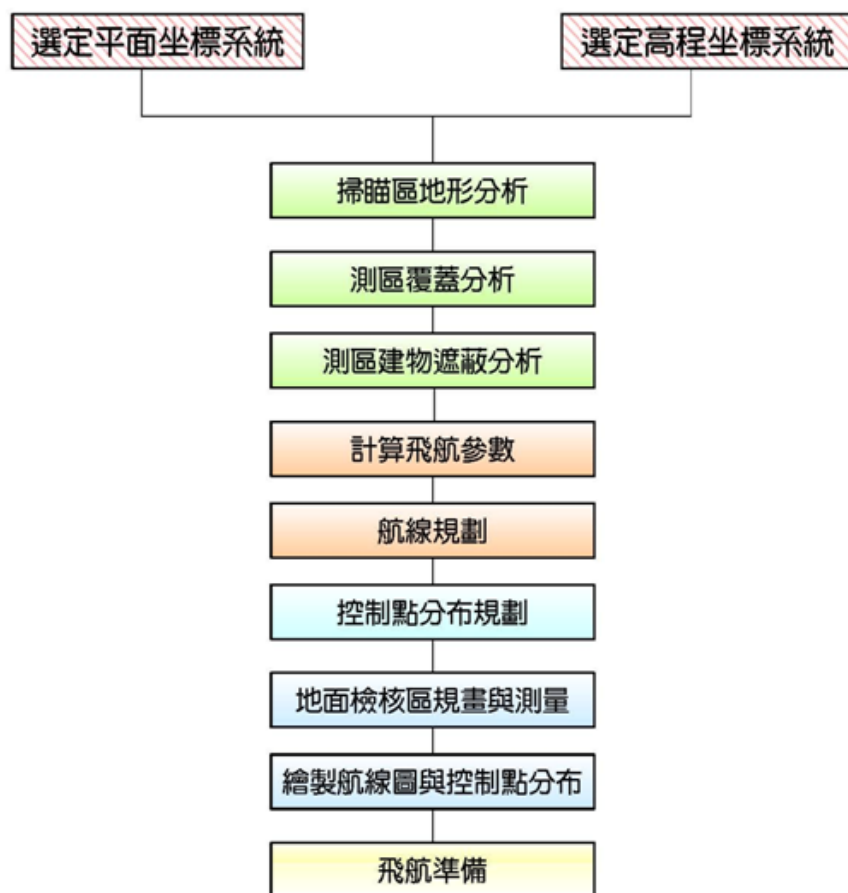 選定平面坐標系統
選定高程坐標系統
掃瞄區地形分析
測區覆蓋分析
測區建物遮蔽分析
計算飛航參數
航線規劃
控制點分布規劃
地面檢核區規畫與測量
繪製航線圖與控制點分布
飛航準備